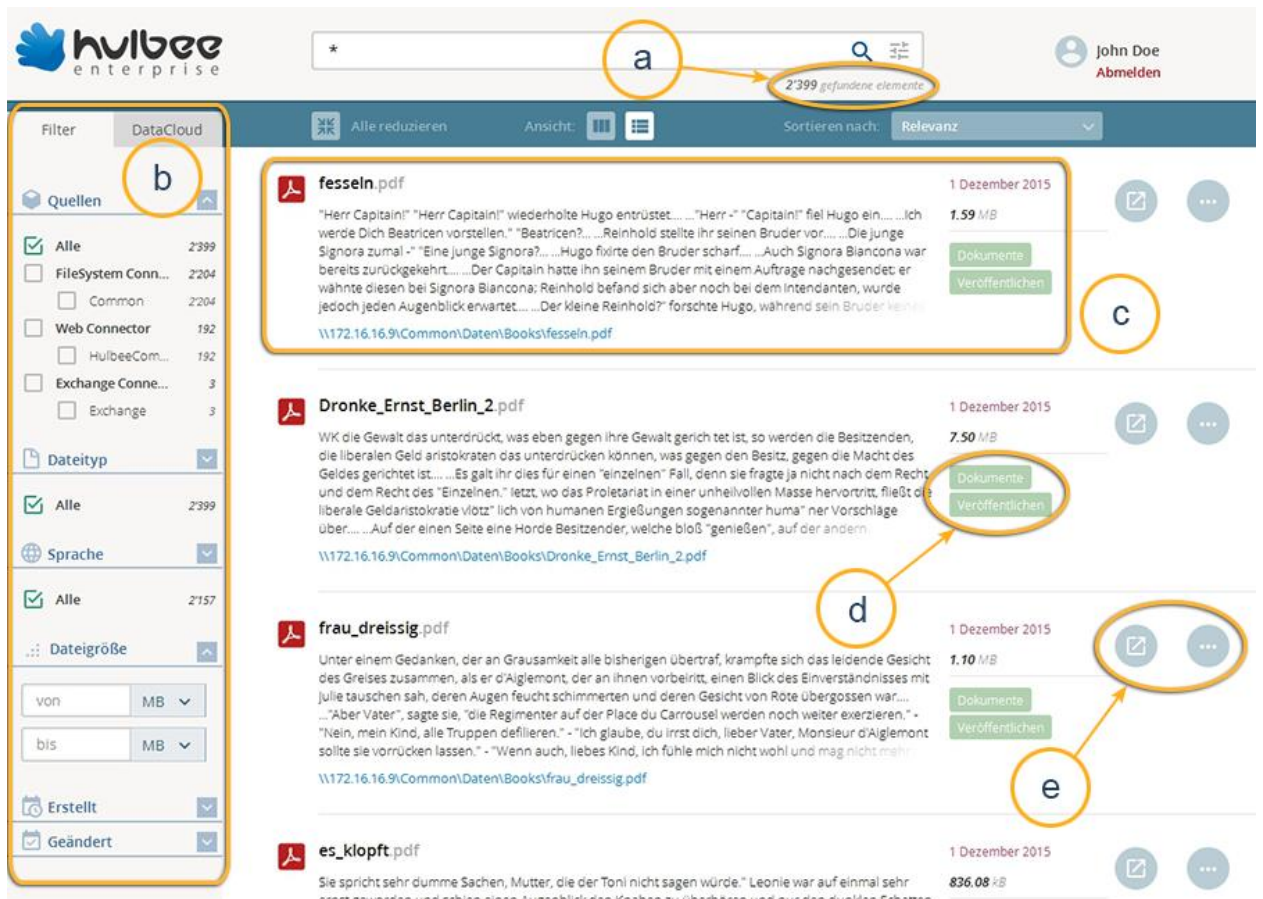 hulbee
enterprise
*
a
2'399 gefundene elemente
John Doe
Abmelden
Filter DataCloud
b
Quellen
Alle 2'399
FileSystem Conn... 2'204
Common 2'204
Web Connector 192
HulbeeCom... 192
Exchange Conne... 3
Exchange 3
Dateityp
Alle 2'399
Sprache
Alle 2'157
Dateigröße
von MB
bis MB
Erstellt
Geändert
Alle reduzieren Ansicht: Sortieren nach: Relevanz
fesseln.pdf
"Herr Capitain!" "Herr Capitain!" wiederholte Hugo entrüstet.... ..."Herr -" "Capitain!" fiel Hugo ein.... ...Ich
werde Dich Beatricen vorstellen." "Beatricen?... ...Reinhold stellte ihr seinen Bruder vor.... ...Die junge
Signora zumal -" "Eine junge Signora?... ...Hugo fixirte den Bruder scharf.... ...Auch Signora Biancona war
bereits zurückgekehrt.... ...Der Capitain hatte ihn seinem Bruder mit einem Auftrage nachgesendet; er
wähnte diesen bei Signora Biancona; Reinhold befand sich aber noch bei dem Intendanten, wurde
jedoch jeden Augenblick erwartet.... ...Der kleine Reinhold?" forschte Hugo, während sein Bruder keinen
\\172.16.16.9\Common\Daten\Books\fesseln.pdf
1 Dezember 2015
1.59 MB
Dokumente
Veröffentlichen
c
Dronke_Ernst_Berlin_2.pdf
WK die Gewalt das unterdrückt, was eben gegen ihre Gewalt gerich tet ist, so werden die Besitzenden,
die liberalen Geld aristokraten das unterdrücken können, was gegen den Besitz, gegen die Macht des
Geldes gerichtet ist.... ...Es galt ihr dies für einen "einzelnen" Fall, denn sie fragte ja nicht nach dem Recht
und dem Recht des "Einzelnen." letzt, wo das Proletariat in einer unheilvollen Masse hervortritt, fließt die
liberale Geldaristokratie vlötz" lich von humanen Ergießungen sogenannter huma" ner Vorschläge
über.... ...Auf der einen Seite eine Horde Besitzender, welche bloß "genießen", auf der andern
\\172.16.16.9\Common\Daten\Books\Dronke_Ernst_Berlin_2.pdf
1 Dezember 2015
7.50 MB
Dokumente
Veröffentlichen
d
frau_dreissig.pdf
Unter einem Gedanken, der an Grausamkeit alle bisherigen übertraf, krampfte sich das leidende Gesicht
des Greises zusammen, als er d'Aiglemont, der an ihnen vorbeiritt, einen Blick des Einverständnisses mit
Julie tauschen sah, deren Augen feucht schimmerten und deren Gesicht von Röte übergossen war....
..."Aber Vater", sagte sie, "die Regimenter auf der Place du Carrousel werden noch weiter exerzieren." -
"Nein, mein Kind, alle Truppen defilieren." - "Ich glaube, du irrst dich, lieber Vater, Monsieur d'Aiglemont
sollte sie vorrücken lassen." - "Wenn auch, liebes Kind, ich fühle mich nicht wohl und mag nicht mehr
\\172.16.16.9\Common\Daten\Books\frau_dreissig.pdf
1 Dezember 2015
1.10 MB
Dokumente
Veröffentlichen
e
es_klopft.pdf
Sie spricht sehr dumme Sachen, Mutter, die der Toni nicht sagen würde." Leonie war auf einmal sehr
1 Dezember 2015
836.08 kB